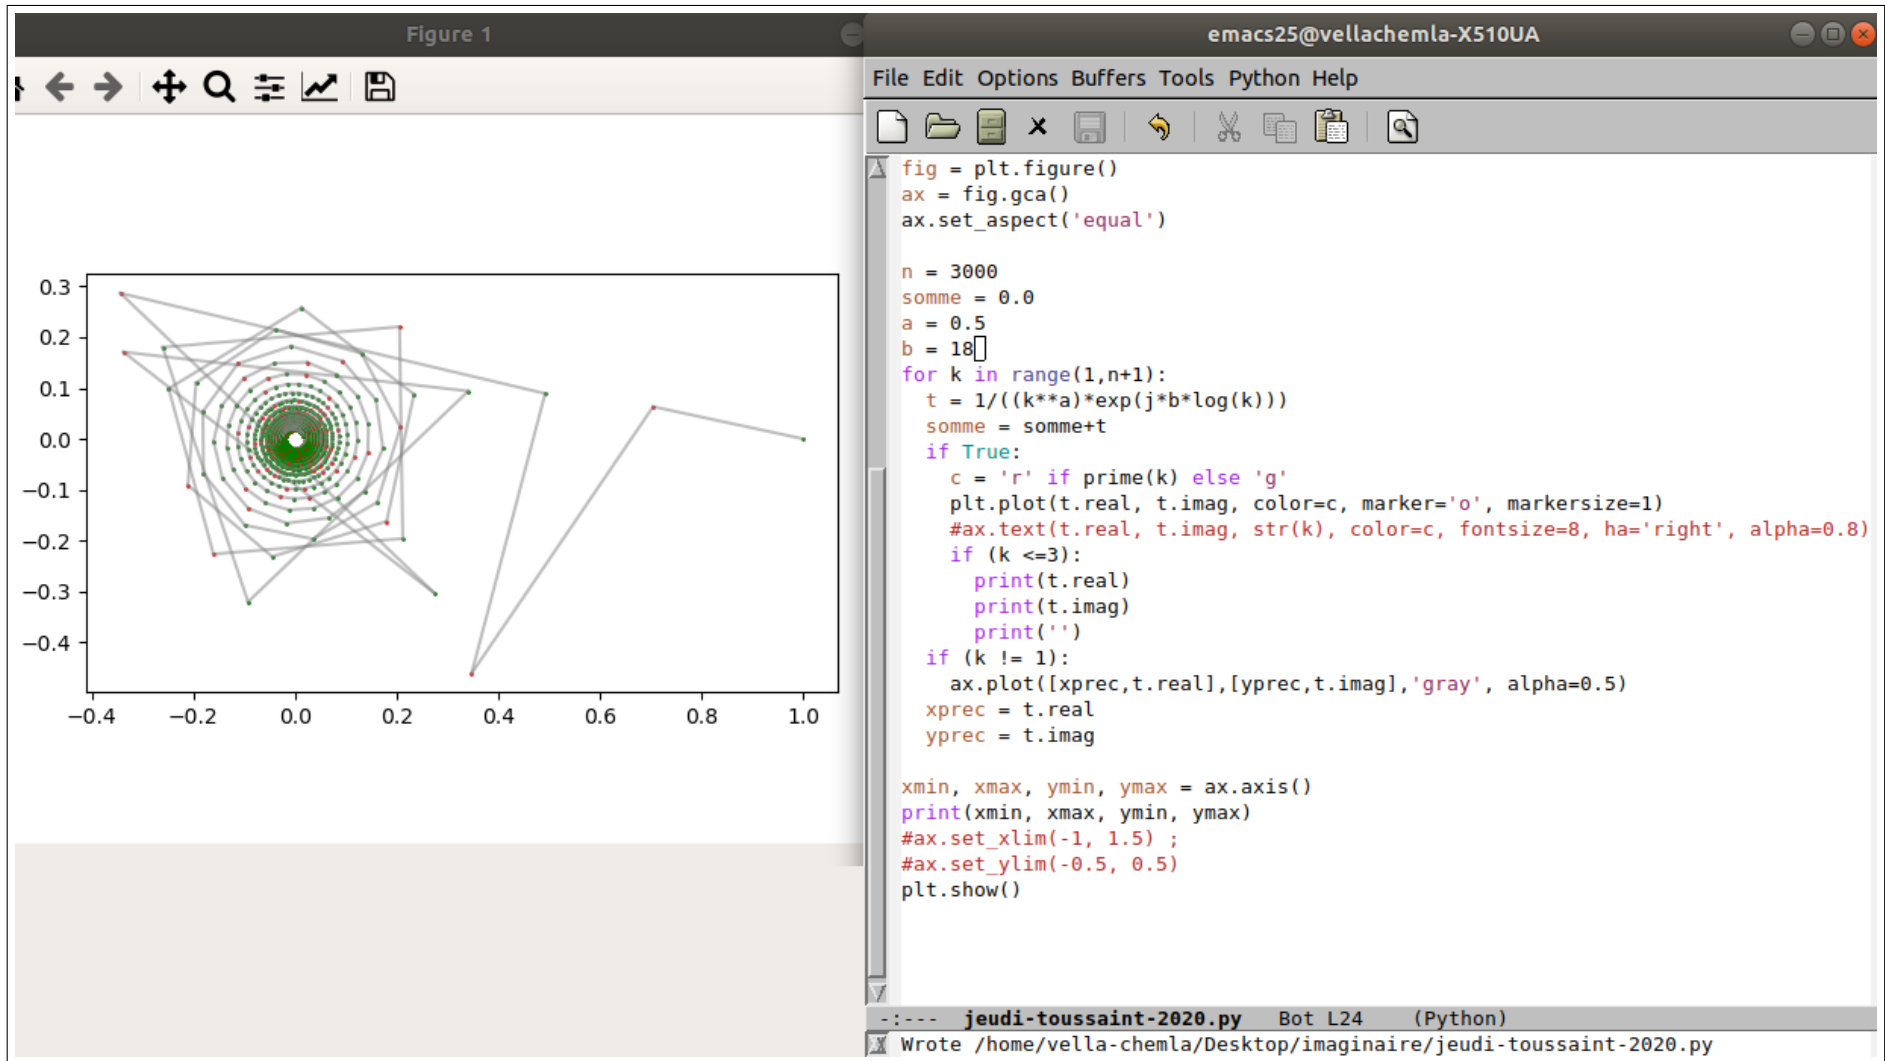 Figure 1
0.3
0.2
0.1
0.0
−0.1
−0.2
−0.3
−0.4
−0.4 −0.2 0.0 0.2 0.4 0.6 0.8 1.0
emacs25@vellachemla-X510UA
File Edit Options Buffers Tools Python Help
fig = plt.figure()
ax = fig.gca()
ax.set_aspect('equal')
n = 3000
somme = 0.0
a = 0.5
b = 18
for k in range(1,n+1):
  t = 1/((k**a)*exp(j*b*log(k)))
  somme = somme+t
  if True:
    c = 'r' if prime(k) else 'g'
    plt.plot(t.real, t.imag, color=c, marker='o', markersize=1)
    #ax.text(t.real, t.imag, str(k), color=c, fontsize=8, ha='right', alpha=0.8)
    if (k <=3):
      print(t.real)
      print(t.imag)
      print('')
  if (k != 1):
    ax.plot([xprec,t.real],[yprec,t.imag],'gray', alpha=0.5)
  xprec = t.real
  yprec = t.imag
xmin, xmax, ymin, ymax = ax.axis()
print(xmin, xmax, ymin, ymax)
#ax.set_xlim(-1, 1.5) ;
#ax.set_ylim(-0.5, 0.5)
plt.show()
-:--- jeudi-toussaint-2020.py Bot L24 (Python)
Wrote /home/vella-chemla/Desktop/imaginaire/jeudi-toussaint-2020.py